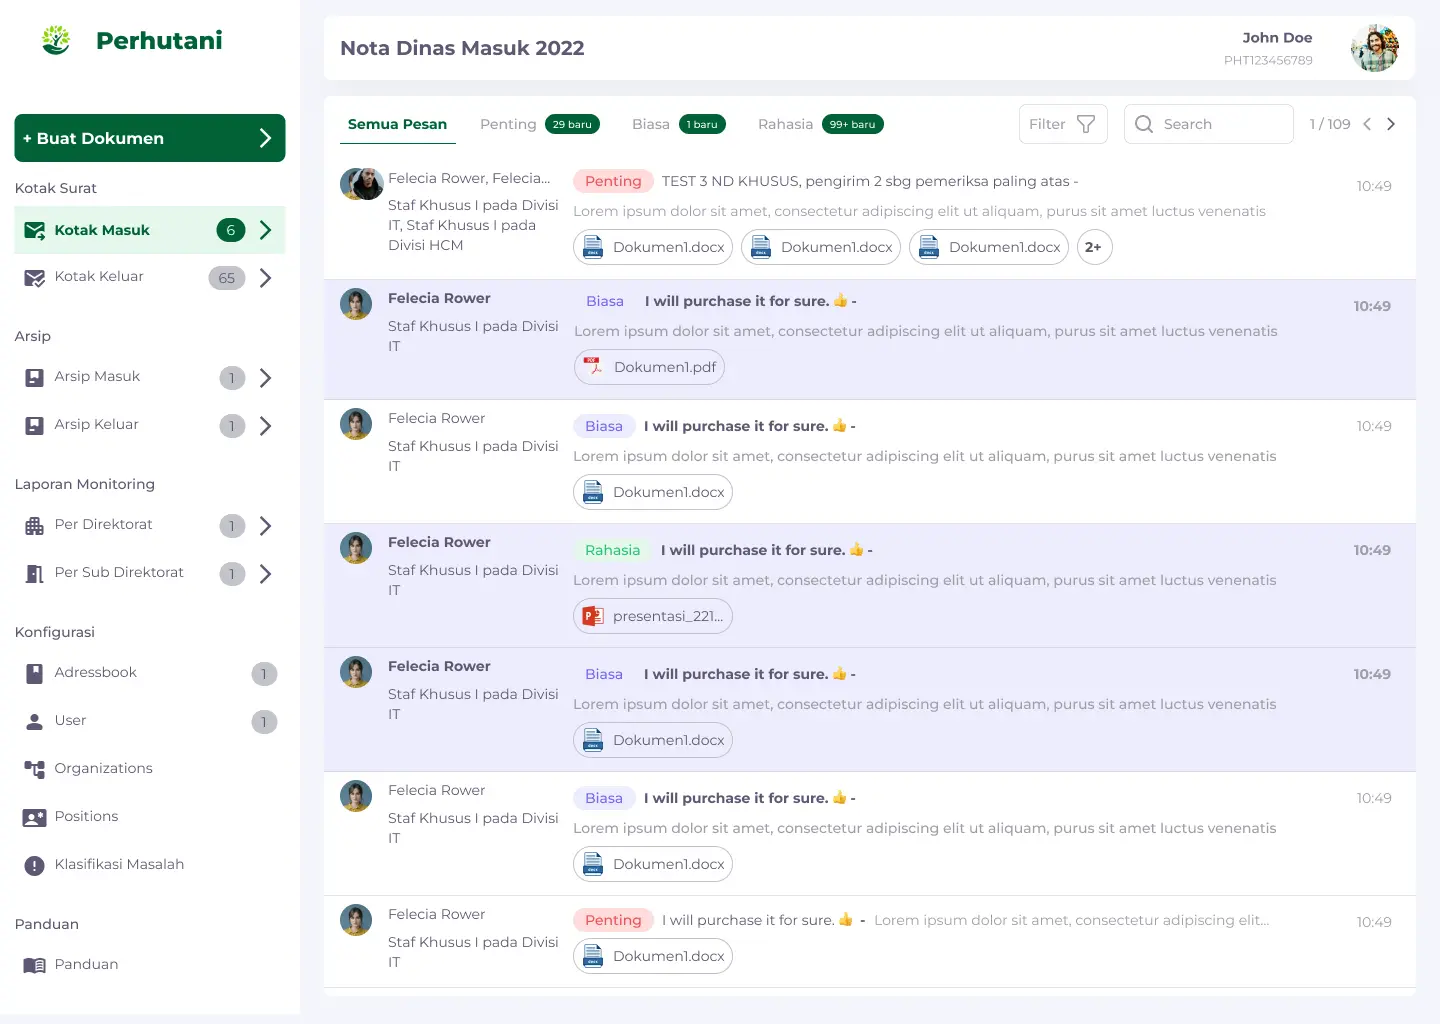 Perhutani
+ Buat Dokumen
Kotak Surat
Kotak Masuk 6
Kotak Keluar 65
Arsip
Arsip Masuk 1
Arsip Keluar 1
Laporan Monitoring
Per Direktorat 1
Per Sub Direktorat 1
Konfigurasi
Adressbook 1
User 1
Organizations
Positions
Klasifikasi Masalah
Panduan
Panduan
Nota Dinas Masuk 2022
John Doe
PHT123456789
Semua Pesan Penting 29 baru Biasa 1 baru Rahasia 99+ baru Filter Search 1 / 109
Felecia Rower, Felecia...
Staf Khusus I pada Divisi
IT, Staf Khusus I pada
Divisi HCM
Penting TEST 3 ND KHUSUS, pengirim 2 sbg pemeriksa paling atas - 10:49
Lorem ipsum dolor sit amet, consectetur adipiscing elit ut aliquam, purus sit amet luctus venenatis
Dokumen1.docx Dokumen1.docx Dokumen1.docx 2+
Felecia Rower
Staf Khusus I pada Divisi
IT
Biasa I will purchase it for sure. 👍 - 10:49
Lorem ipsum dolor sit amet, consectetur adipiscing elit ut aliquam, purus sit amet luctus venenatis
PDF Dokumen1.pdf
Felecia Rower
Staf Khusus I pada Divisi
IT
Biasa I will purchase it for sure. 👍 - 10:49
Lorem ipsum dolor sit amet, consectetur adipiscing elit ut aliquam, purus sit amet luctus venenatis
Dokumen1.docx
Felecia Rower
Staf Khusus I pada Divisi
IT
Rahasia I will purchase it for sure. 👍 - 10:49
Lorem ipsum dolor sit amet, consectetur adipiscing elit ut aliquam, purus sit amet luctus venenatis
P presentasi_221...
Felecia Rower
Staf Khusus I pada Divisi
IT
Biasa I will purchase it for sure. 👍 - 10:49
Lorem ipsum dolor sit amet, consectetur adipiscing elit ut aliquam, purus sit amet luctus venenatis
Dokumen1.docx
Felecia Rower
Staf Khusus I pada Divisi
IT
Biasa I will purchase it for sure. 👍 - 10:49
Lorem ipsum dolor sit amet, consectetur adipiscing elit ut aliquam, purus sit amet luctus venenatis
Dokumen1.docx
Felecia Rower
Staf Khusus I pada Divisi
IT
Penting I will purchase it for sure. 👍 - Lorem ipsum dolor sit amet, consectetur adipiscing elit... 10:49
Dokumen1.docx